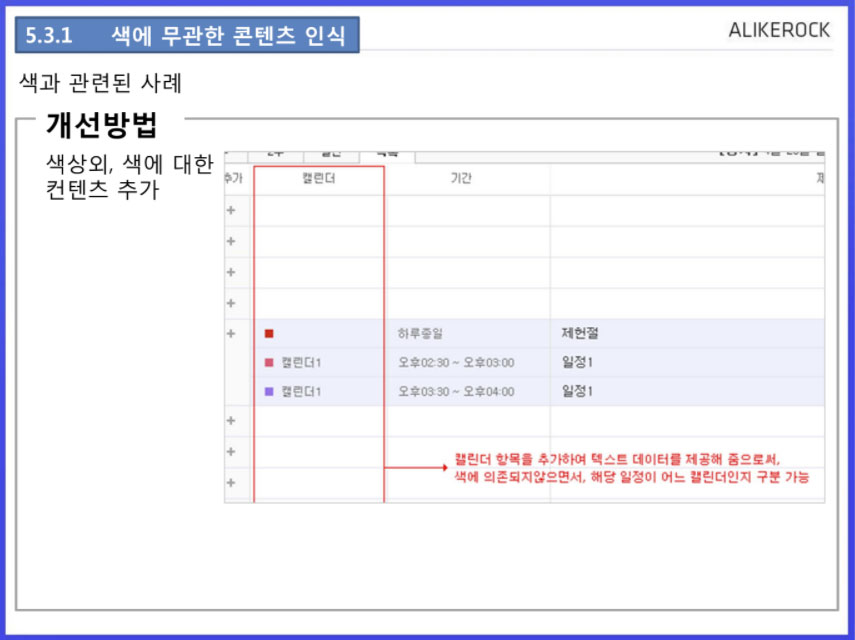 5.3.1 색에 무관한 콘텐츠 인식
ALIKEROCK
색과 관련된 사례
개선방법
색상외, 색에 대한
컨텐츠 추가
추가 캘린더 기간
+
+
+
+
+ 하루종일 제헌절
캘린더1 오후02:30 ~ 오후03:00 일정1
캘린더1 오후03:30 ~ 오후04:00 일정1
+
+
+
캘린더 항목을 추가하여 텍스트 데이터를 제공해 줌으로써,
색에 의존되지않으면서, 해당 일정이 어느 캘린더인지 구분 가능